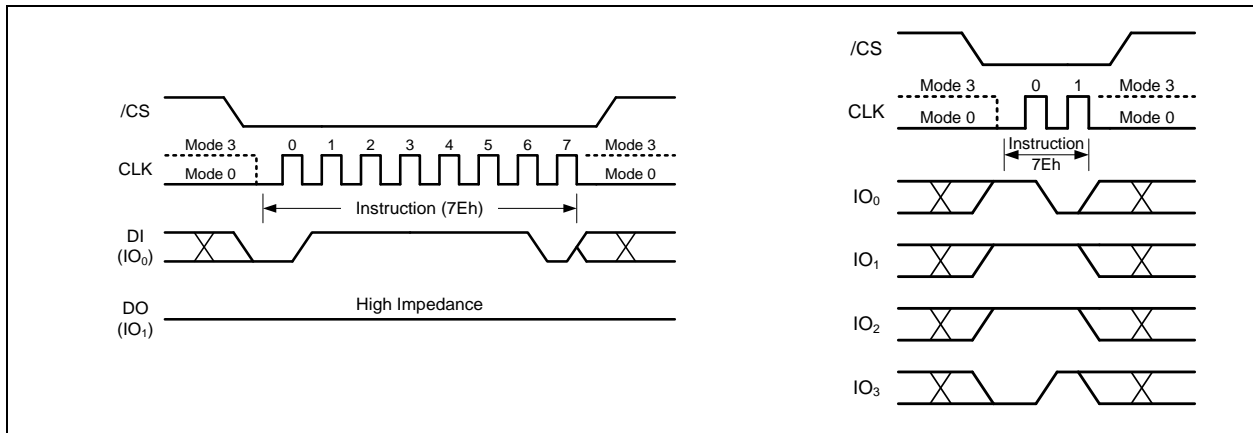 /CS
Mode 3 0 1 2 3 4 5 6 7 Mode 3
CLK
Mode 0 Mode 0
Instruction (7Eh)
DI
(IO₀)
High Impedance
DO
(IO₁)
/CS
Mode 3 0 1 Mode 3
CLK
Mode 0 Mode 0
Instruction
7Eh
IO₀
IO₁
IO₂
IO₃